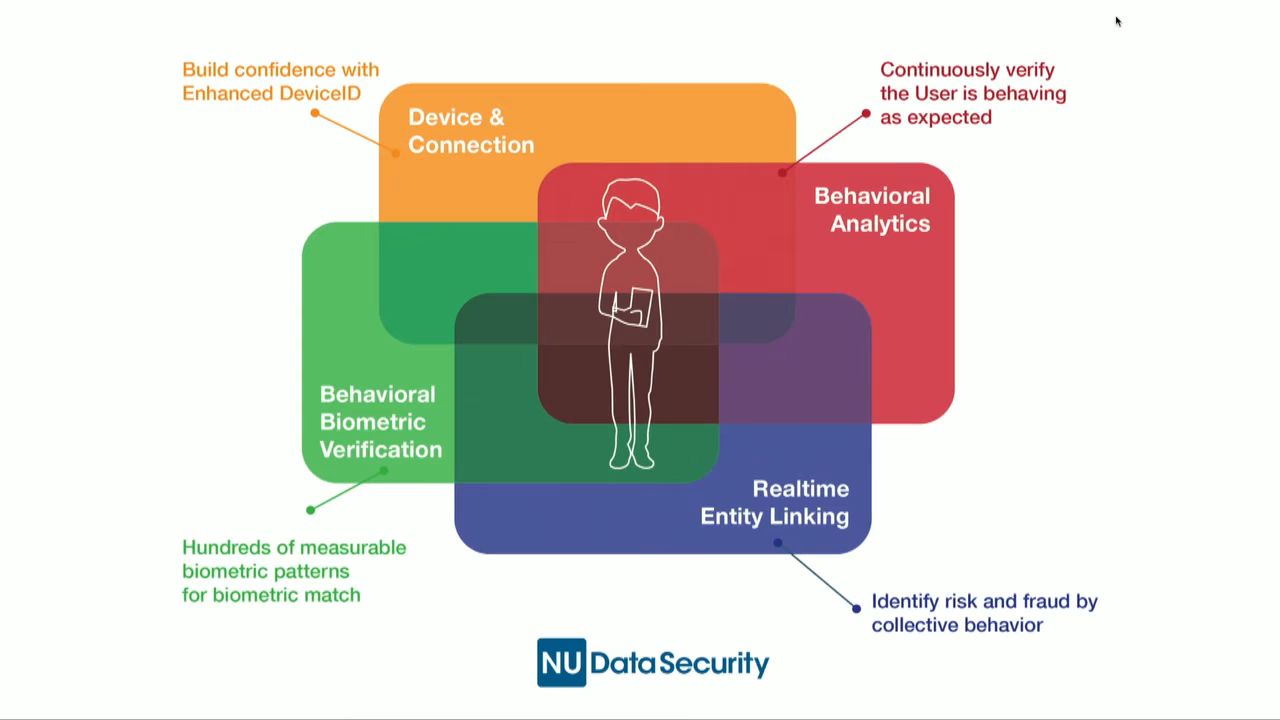 Build confidence with
Enhanced DeviceID
Continuously verify
the User is behaving
as expected
Device &
Connection
Behavioral
Analytics
Behavioral
Biometric
Verification
Realtime
Entity Linking
Hundreds of measurable
biometric patterns
for biometric match
Identify risk and fraud by
collective behavior
NU Data Security